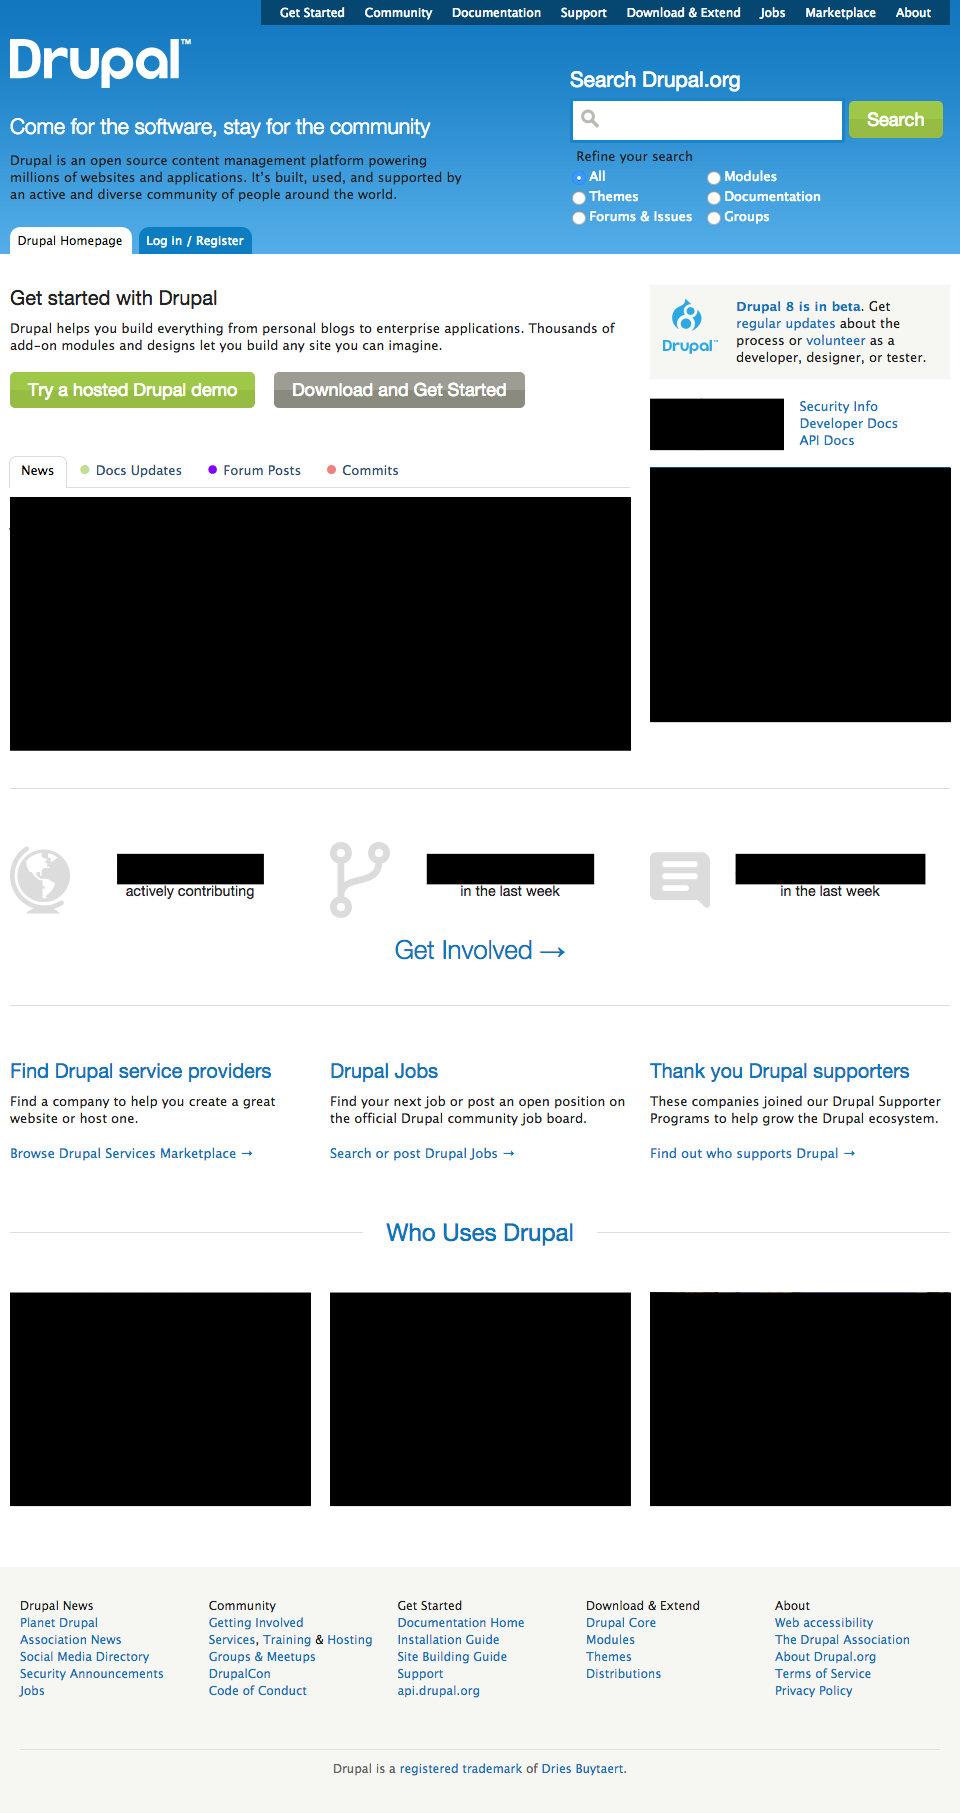 Get Started Community Documentation Support Download & Extend Jobs Marketplace About
Drupal™
Come for the software, stay for the community
Drupal is an open source content management platform powering
millions of websites and applications. It’s built, used, and supported by
an active and diverse community of people around the world.
Search Drupal.org
Search
Refine your search
All Modules
Themes Documentation
Forums & Issues Groups
Drupal Homepage Log in / Register
Get started with Drupal
Drupal helps you build everything from personal blogs to enterprise applications. Thousands of
add-on modules and designs let you build any site you can imagine.
Try a hosted Drupal demo Download and Get Started
Drupal™
Drupal 8 is in beta. Get
regular updates about the
process or volunteer as a
developer, designer, or tester.
Security Info
Developer Docs
API Docs
News Docs Updates Forum Posts Commits
actively contributing in the last week in the last week
Get Involved →
Find Drupal service providers
Find a company to help you create a great
website or host one.
Browse Drupal Services Marketplace →
Drupal Jobs
Find your next job or post an open position on
the official Drupal community job board.
Search or post Drupal Jobs →
Thank you Drupal supporters
These companies joined our Drupal Supporter
Programs to help grow the Drupal ecosystem.
Find out who supports Drupal →
Who Uses Drupal
Drupal News
Planet Drupal
Association News
Social Media Directory
Security Announcements
Jobs
Community
Getting Involved
Services, Training & Hosting
Groups & Meetups
DrupalCon
Code of Conduct
Get Started
Documentation Home
Installation Guide
Site Building Guide
Support
api.drupal.org
Download & Extend
Drupal Core
Modules
Themes
Distributions
About
Web accessibility
The Drupal Association
About Drupal.org
Terms of Service
Privacy Policy
Drupal is a registered trademark of Dries Buytaert.